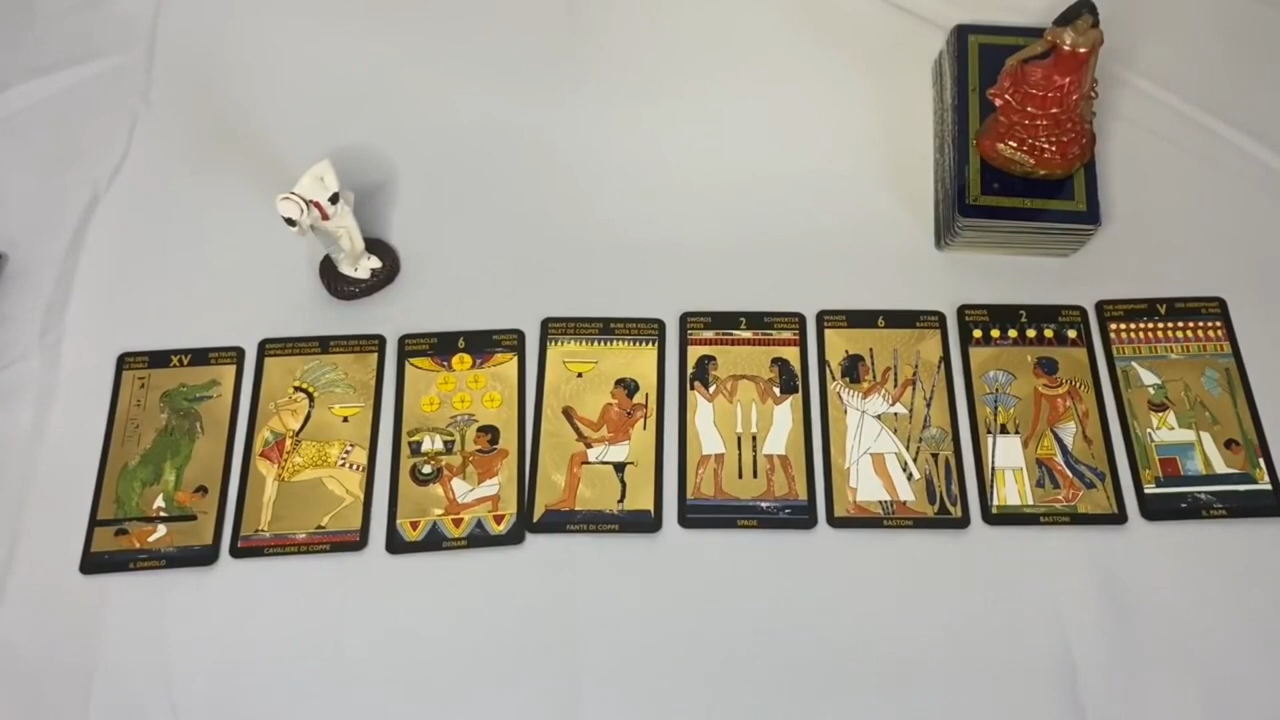 THE DEVIL XV DER TEUFEL
LE DIABLE EL DIABLO
IL DIAVOLO
KNIGHT OF CHALICES RITTER DER KELCHE
CHEVALIER DE COUPES CABALLO DE COPAS
CAVALIERE DI COPPE
PENTACLES 6 MÜNZEN
DENIERS OROS
DENARI
KNAVE OF CHALICES BUBE DER KELCHE
VALET DE COUPES SOTA DE COPAS
FANTE DI COPPE
SWORDS 2 SCHWERTER
EPEES ESPADAS
SPADE
WANDS 6 STÄBE
BATONS BASTOS
BASTONI
WANDS 2 STÄBE
BATONS BASTOS
BASTONI
THE HIEROPHANT V DER HIEROPHANT
LE PAPE EL PAPA
IL PAPA